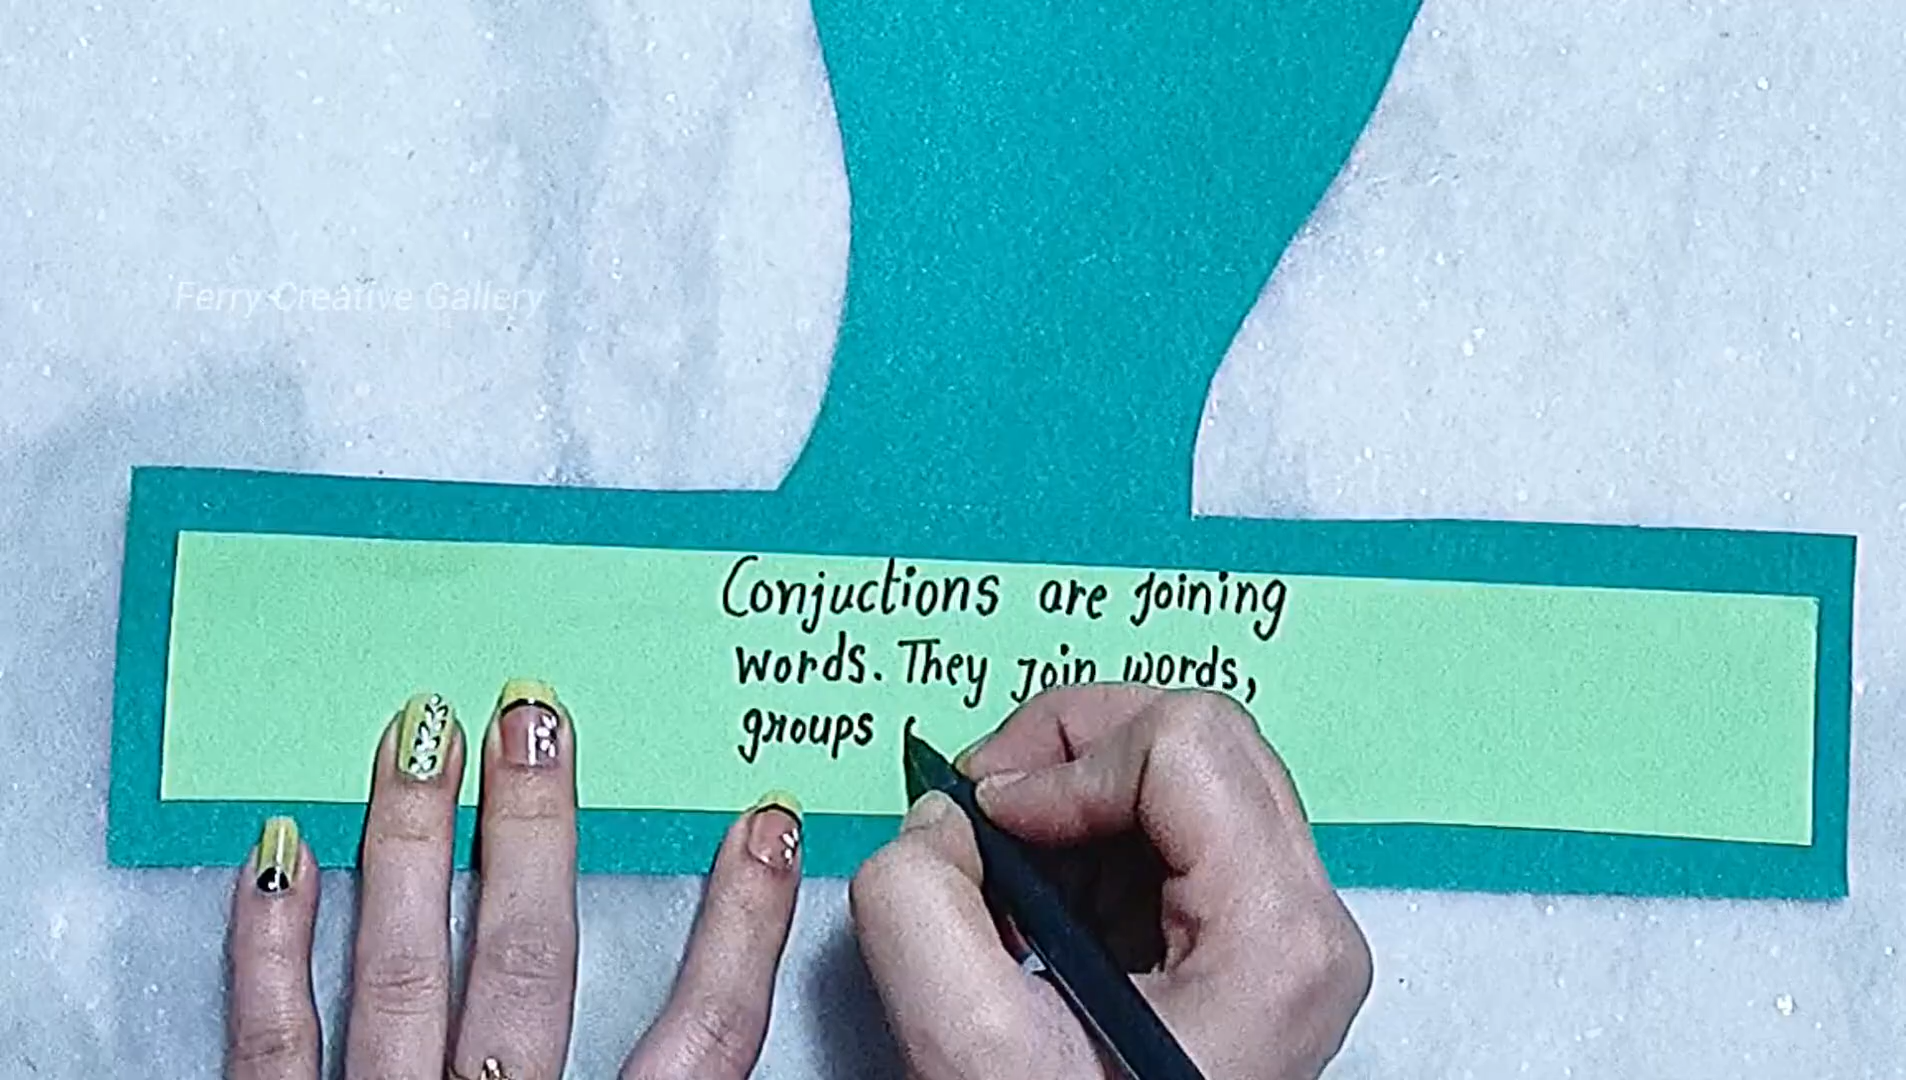 Ferry Creative Gallery
Conjuctions are joining
words. They join words,
groups